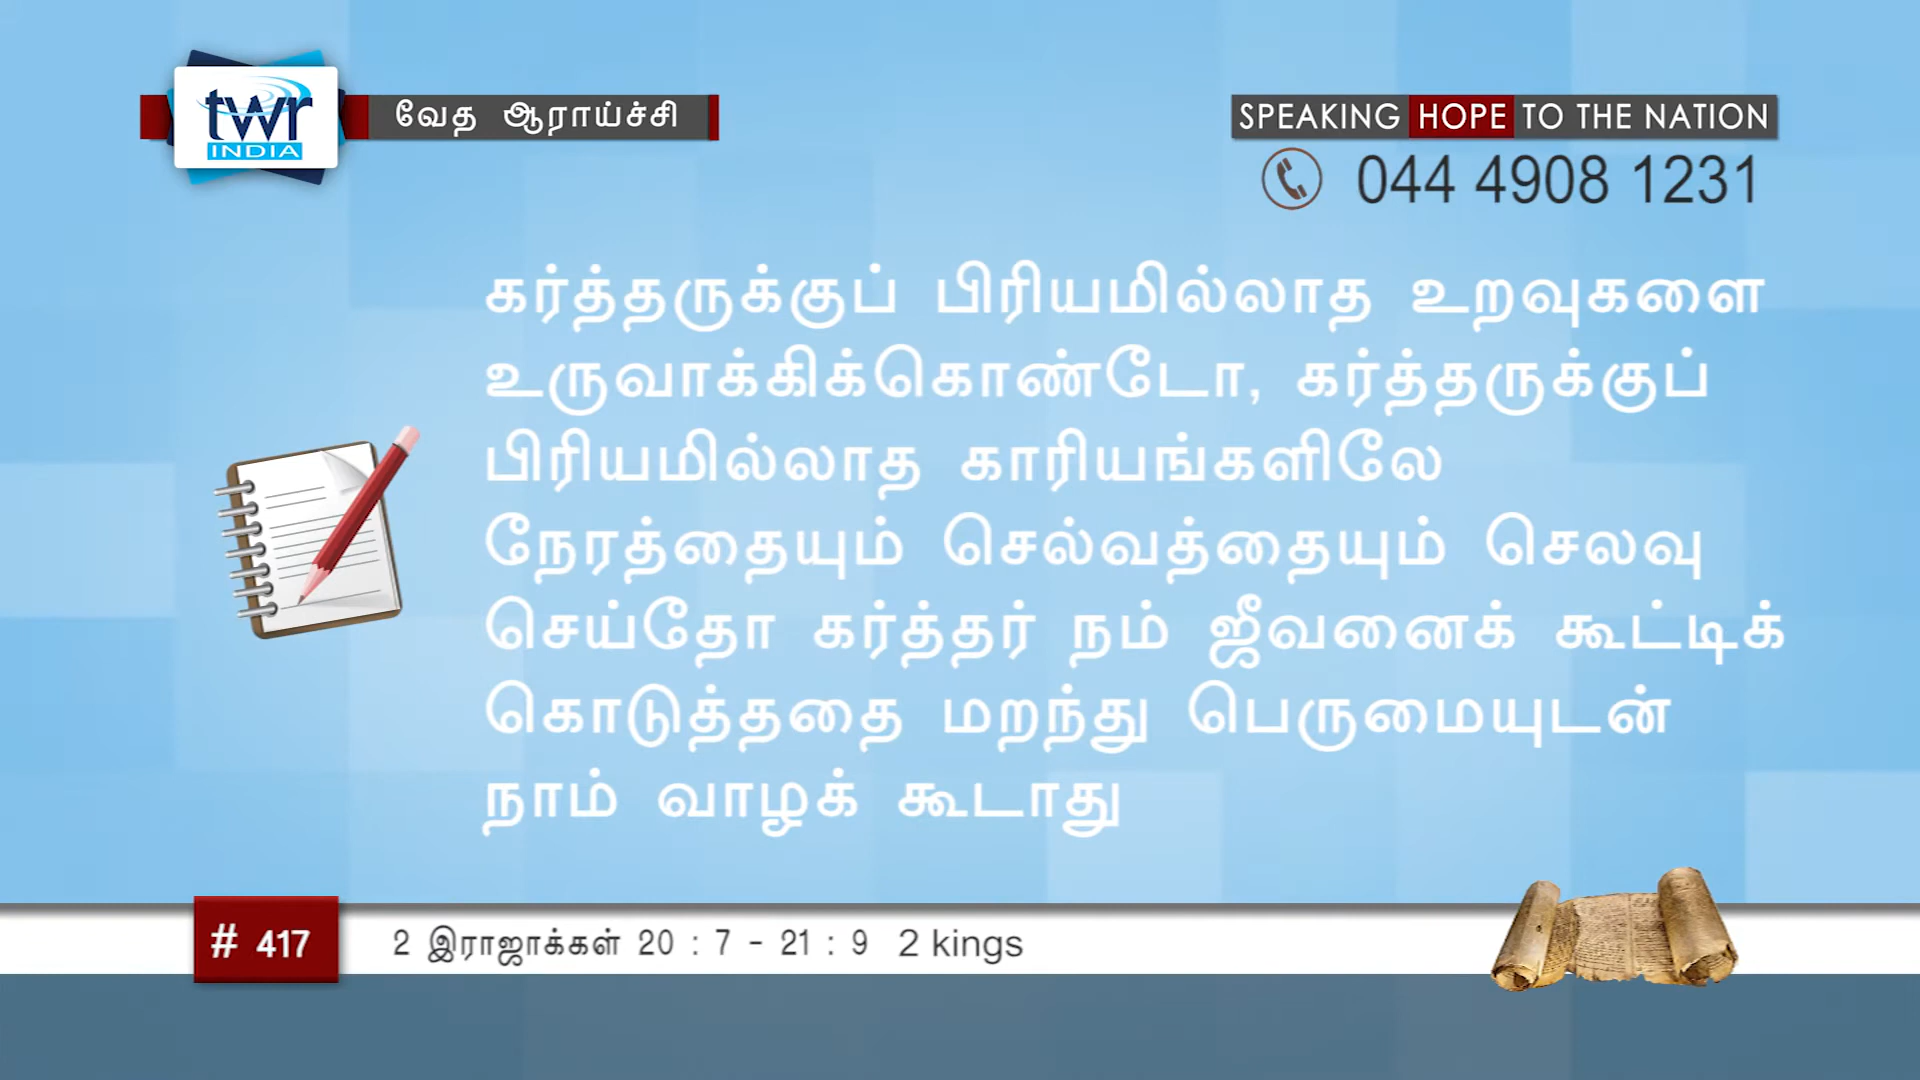 twr
INDIA
வேத ஆராய்ச்சி
SPEAKING HOPE TO THE NATION
044 4908 1231
கர்த்தருக்குப் பிரியமில்லாத உறவுகளை
உருவாக்கிக்கொண்டோ, கர்த்தருக்குப்
பிரியமில்லாத காரியங்களிலே
நேரத்தையும் செல்வத்தையும் செலவு
செய்தோ கர்த்தர் நம் ஜீவனைக் கூட்டிக்
கொடுத்ததை மறந்து பெருமையுடன்
நாம் வாழக் கூடாது
# 417
2 இராஜாக்கள் 20 : 7 - 21 : 9 2 kings